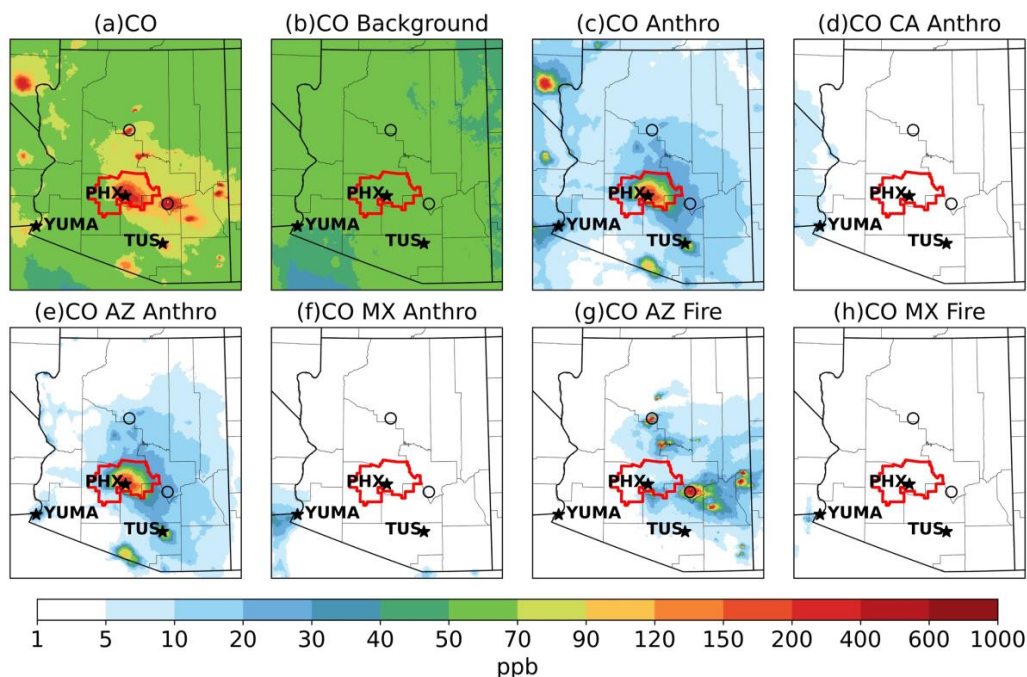 (a)CO
(b)CO Background
(c)CO Anthro
(d)CO CA Anthro
PHX
YUMA
TUS
PHX
YUMA
TUS
PHX
YUMA
TUS
PHX
YUMA
TUS
(e)CO AZ Anthro
(f)CO MX Anthro
(g)CO AZ Fire
(h)CO MX Fire
PHX
YUMA
TUS
PHX
YUMA
TUS
PHX
YUMA
TUS
PHX
YUMA
TUS
1 5 10 20 30 40 50 70 90 120 150 200 400 600 1000
ppb